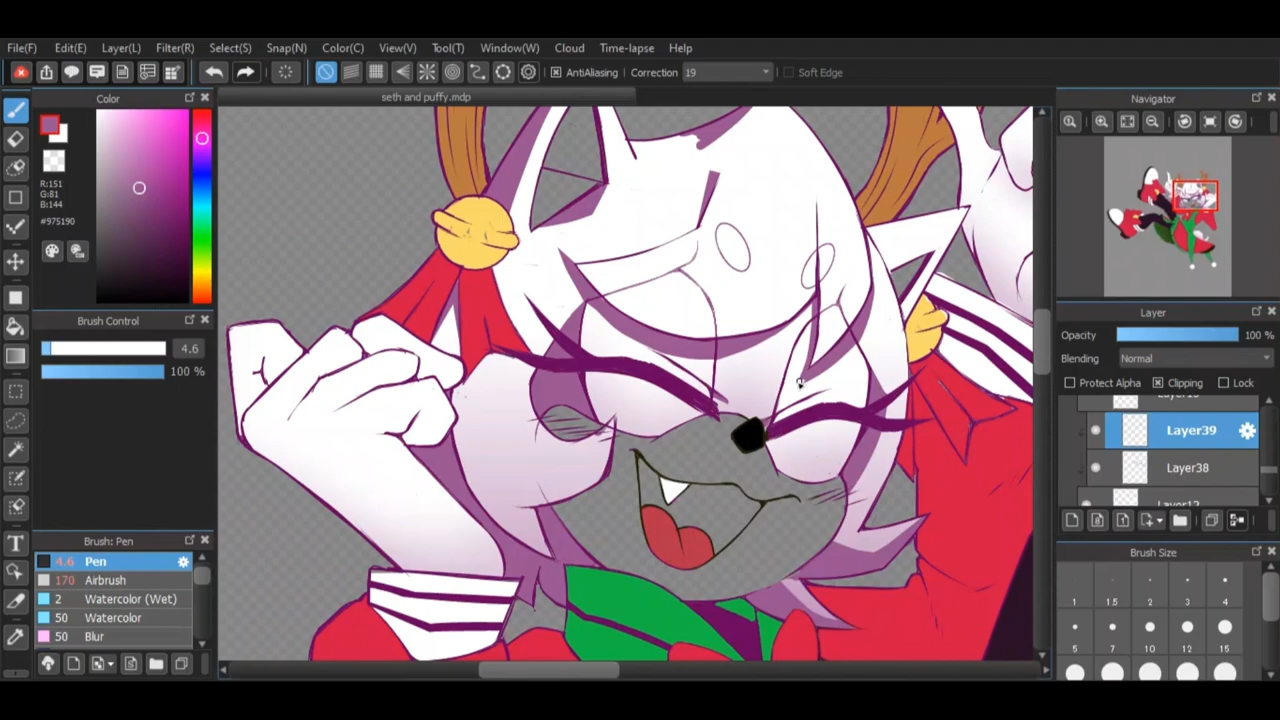 File(F) Edit(E) Layer(L) Filter(R) Select(S) Snap(N) Color(C) View(V) Tool(T) Window(W) Cloud Time-lapse Help
AntiAliasing Correction 19 Soft Edge
Color
seth and puffy.mdp
Navigator
R:151
G:81
B:144
#975190
Brush Control
4.6
100 %
Layer
Opacity 100 %
Blending Normal
Protect Alpha Clipping Lock
Layer39
Layer38
Layer12
Brush: Pen
4.6 Pen
170 Airbrush
2 Watercolor (Wet)
50 Watercolor
50 Blur
Brush Size
1 1.5 2 3 4
5 7 10 12 15